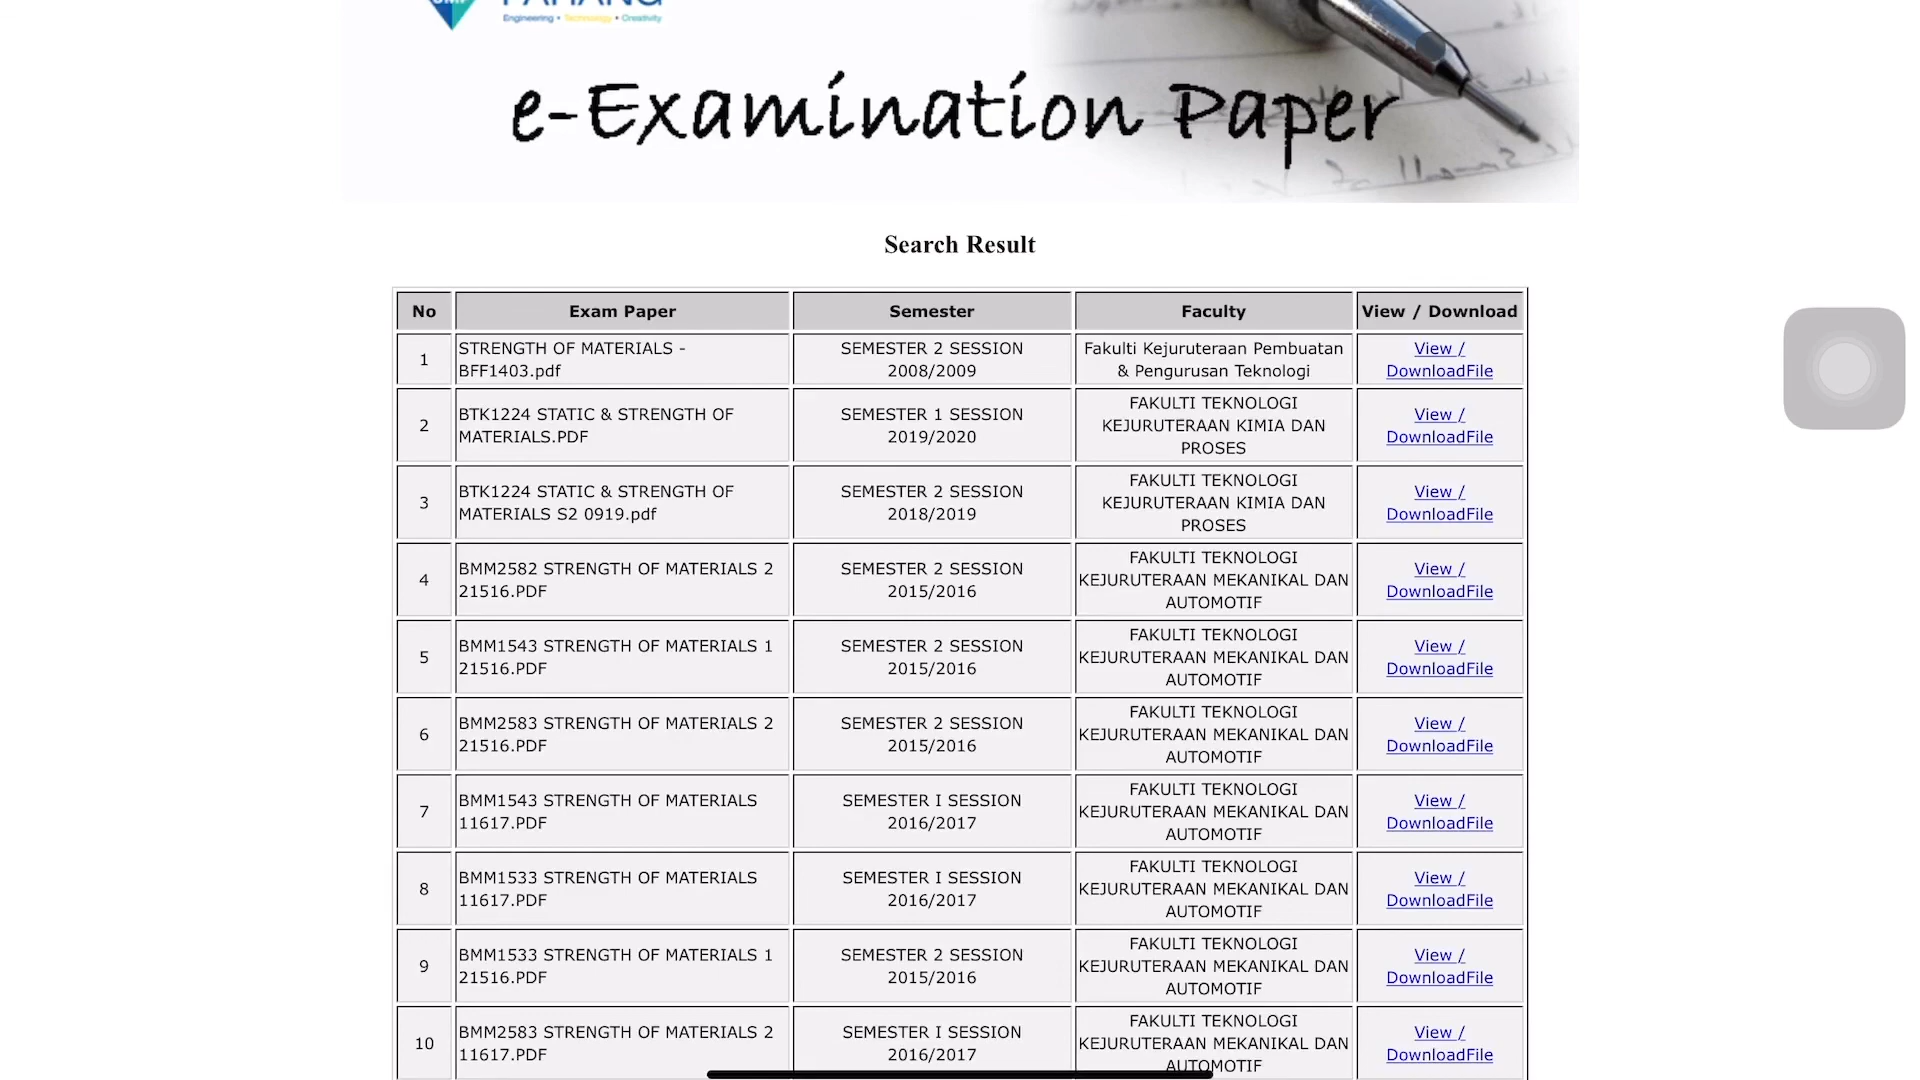 Engineering • Technology • Creativity
e-Examination Paper
Search Result
No Exam Paper Semester Faculty View / Download
1 STRENGTH OF MATERIALS - BFF1403.pdf SEMESTER 2 SESSION 2008/2009 Fakulti Kejuruteraan Pembuatan & Pengurusan Teknologi View / DownloadFile
2 BTK1224 STATIC & STRENGTH OF MATERIALS.PDF SEMESTER 1 SESSION 2019/2020 FAKULTI TEKNOLOGI KEJURUTERAAN KIMIA DAN PROSES View / DownloadFile
3 BTK1224 STATIC & STRENGTH OF MATERIALS S2 0919.pdf SEMESTER 2 SESSION 2018/2019 FAKULTI TEKNOLOGI KEJURUTERAAN KIMIA DAN PROSES View / DownloadFile
4 BMM2582 STRENGTH OF MATERIALS 2 21516.PDF SEMESTER 2 SESSION 2015/2016 FAKULTI TEKNOLOGI KEJURUTERAAN MEKANIKAL DAN AUTOMOTIF View / DownloadFile
5 BMM1543 STRENGTH OF MATERIALS 1 21516.PDF SEMESTER 2 SESSION 2015/2016 FAKULTI TEKNOLOGI KEJURUTERAAN MEKANIKAL DAN AUTOMOTIF View / DownloadFile
6 BMM2583 STRENGTH OF MATERIALS 2 21516.PDF SEMESTER 2 SESSION 2015/2016 FAKULTI TEKNOLOGI KEJURUTERAAN MEKANIKAL DAN AUTOMOTIF View / DownloadFile
7 BMM1543 STRENGTH OF MATERIALS 11617.PDF SEMESTER I SESSION 2016/2017 FAKULTI TEKNOLOGI KEJURUTERAAN MEKANIKAL DAN AUTOMOTIF View / DownloadFile
8 BMM1533 STRENGTH OF MATERIALS 11617.PDF SEMESTER I SESSION 2016/2017 FAKULTI TEKNOLOGI KEJURUTERAAN MEKANIKAL DAN AUTOMOTIF View / DownloadFile
9 BMM1533 STRENGTH OF MATERIALS 1 21516.PDF SEMESTER 2 SESSION 2015/2016 FAKULTI TEKNOLOGI KEJURUTERAAN MEKANIKAL DAN AUTOMOTIF View / DownloadFile
10 BMM2583 STRENGTH OF MATERIALS 2 11617.PDF SEMESTER I SESSION 2016/2017 FAKULTI TEKNOLOGI KEJURUTERAAN MEKANIKAL DAN AUTOMOTIF View / DownloadFile